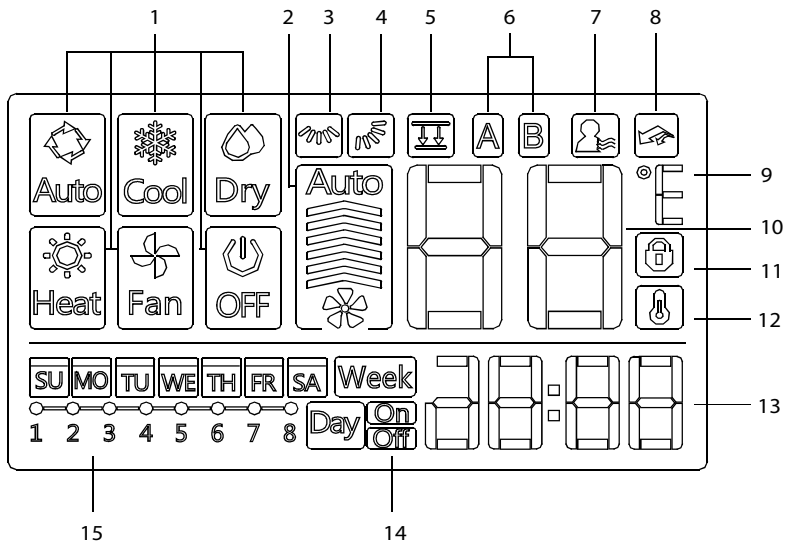 1 2 3 4 5 6 7 8
Auto Cool Dry Auto A B
9
10
Heat Fan OFF
11
12
SU MO TU WE TH FR SA Week
13
1 2 3 4 5 6 7 8 Day On
Off
15 14